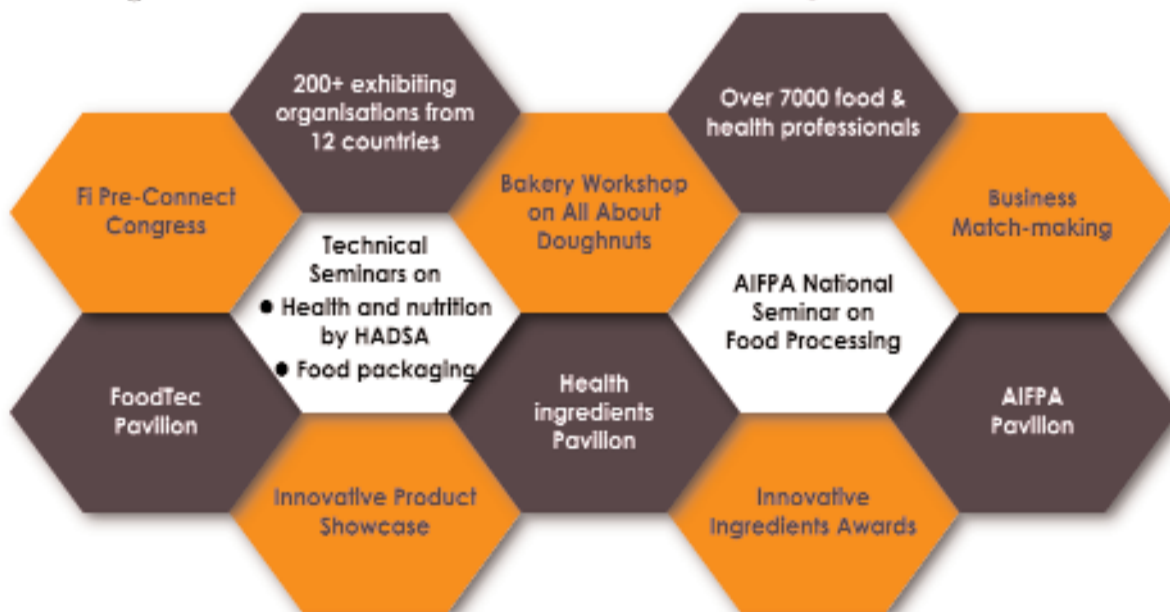 200+ exhibiting
organisations from
12 countries
Over 7000 food &
health professionals
Fi Pre-Connect
Congress
Bakery Workshop
on All About
Doughnuts
Business
Match-making
Technical
Seminars on
● Health and nutrition
by HADSA
● Food packaging
AIFPA National
Seminar on
Food Processing
FoodTec
Pavilion
Health
ingredients
Pavilion
AIFPA
Pavilion
Innovative Product
Showcase
Innovative
Ingredients Awards